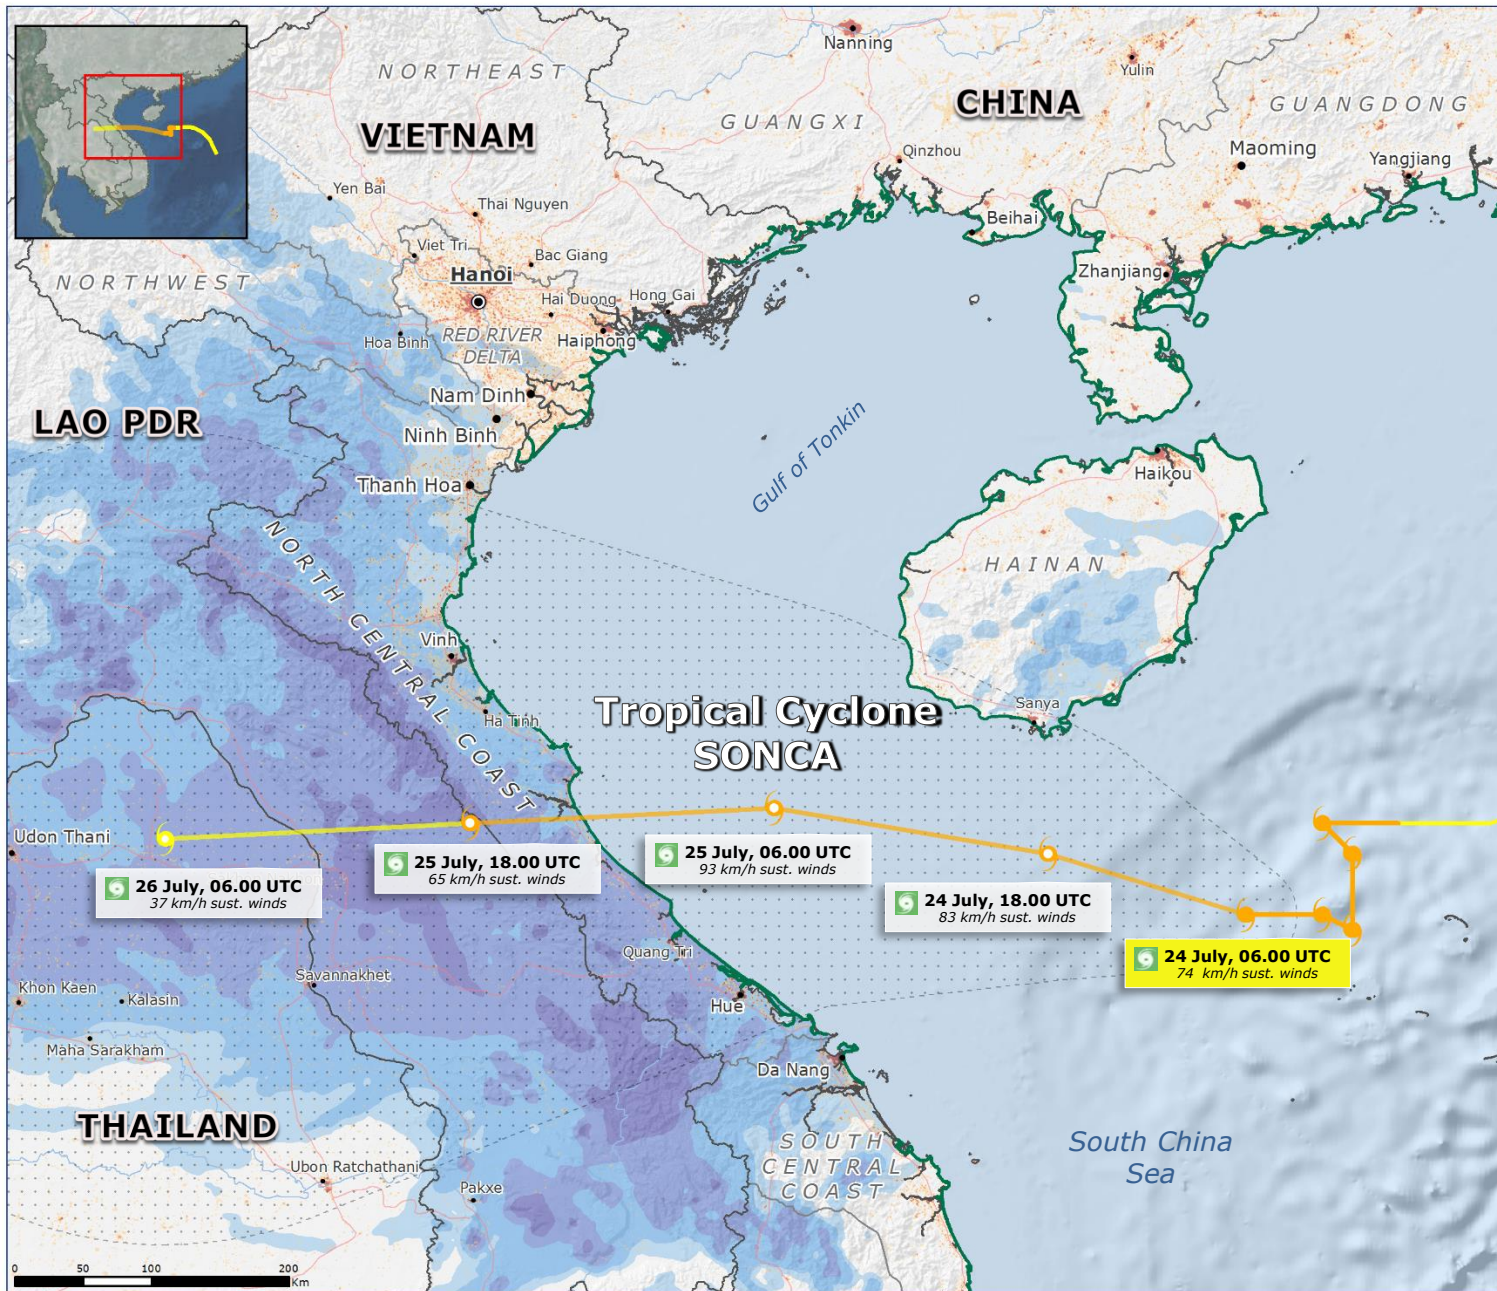 Nanning
Yulin
NORTHEAST
CHINA
GUANGDONG
GUANGXI
VIETNAM
Qinzhou
Maoming
Yangjiang
Yen Bai
Thai Nguyen
Beihai
Viet Tri
Bac Giang
Hanoi
Zhanjiang
NORTHWEST
Hai Duong
Hong Gai
Hoa Binh
RED RIVER
DELTA
Haiphong
Nam Dinh
LAO PDR
Ninh Binh
Gulf of Tonkin
Haikou
Thanh Hoa
NORTH CENTRAL COAST
HAINAN
Vinh
Sanya
Ha Tinh
Tropical Cyclone
SONCA
Udon Thani
26 July, 06.00 UTC
37 km/h sust. winds
25 July, 18.00 UTC
65 km/h sust. winds
25 July, 06.00 UTC
93 km/h sust. winds
24 July, 18.00 UTC
83 km/h sust. winds
24 July, 06.00 UTC
74 km/h sust. winds
Quang Tri
Savannakhet
Khon Kaen
Kalasin
Hue
Maha Sarakham
Da Nang
THAILAND
SOUTH
CENTRAL
COAST
South China
Sea
Ubon Ratchathani
Pakxe
0 50 100 200
Km